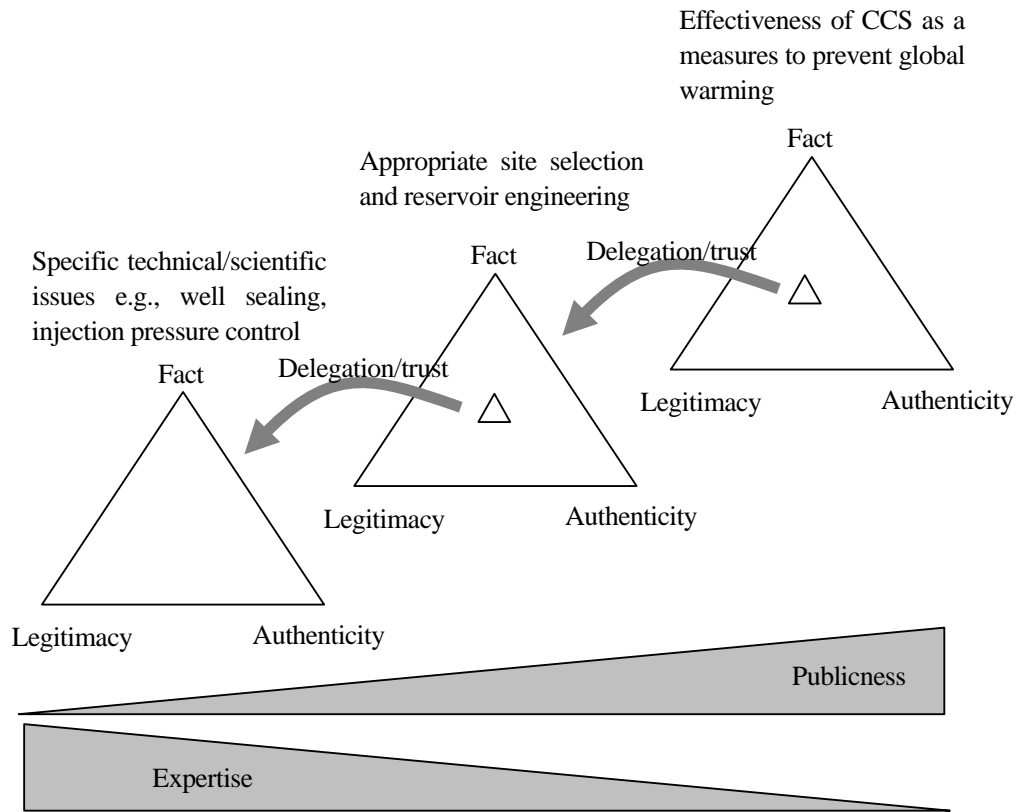 Effectiveness of CCS as a
measures to prevent global
warming
Fact
Appropriate site selection
and reservoir engineering
Fact
Delegation/trust
Specific technical/scientific
issues e.g., well sealing,
injection pressure control
Fact
Delegation/trust
Legitimacy
Authenticity
Legitimacy
Authenticity
Legitimacy
Authenticity
Publicness
Expertise